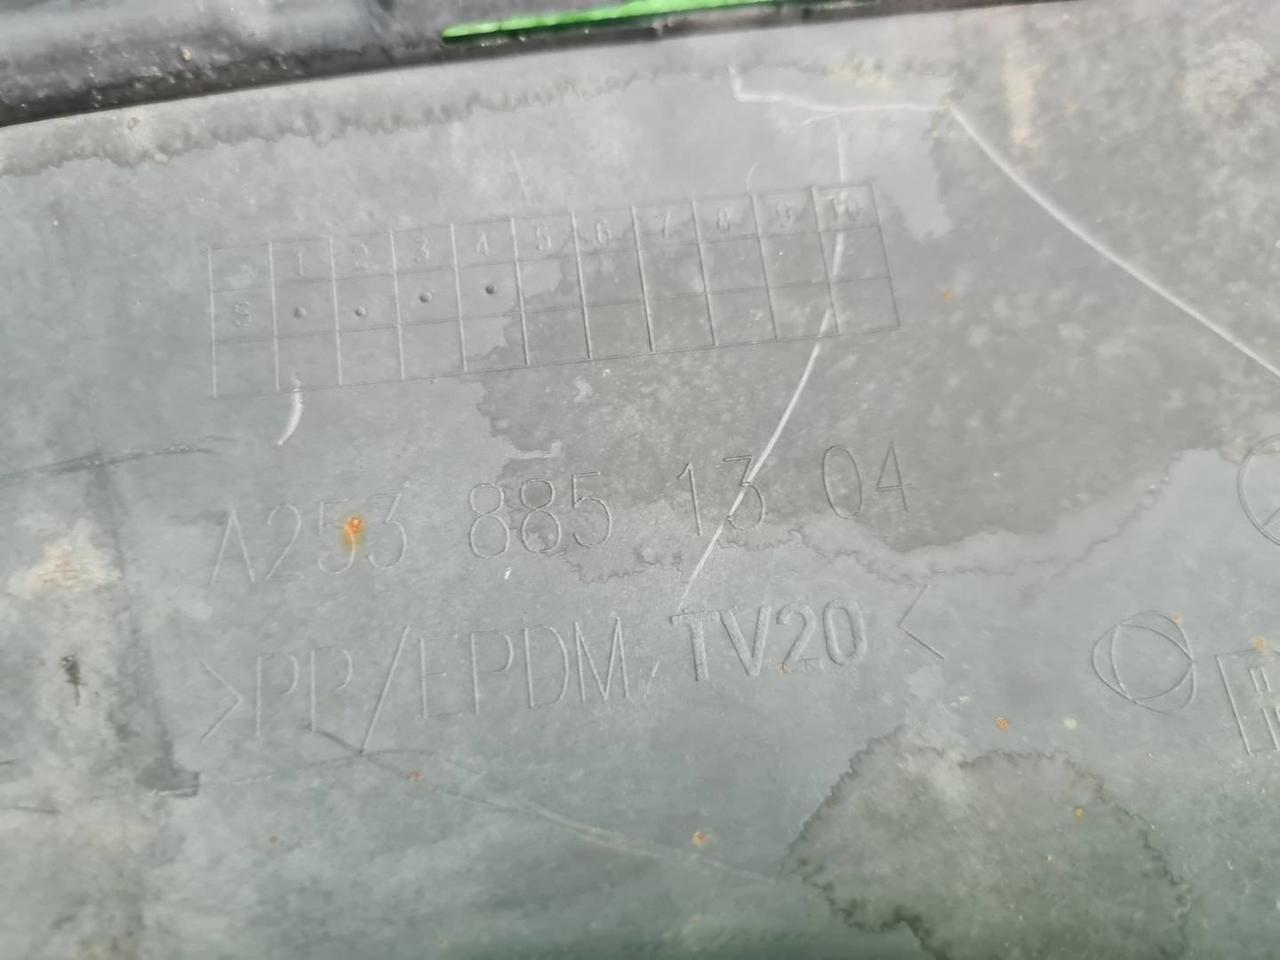 1 2 3 4 5 6 7 8 9 10
S
A253 885 13 04
>PP/EPDM, TV20<